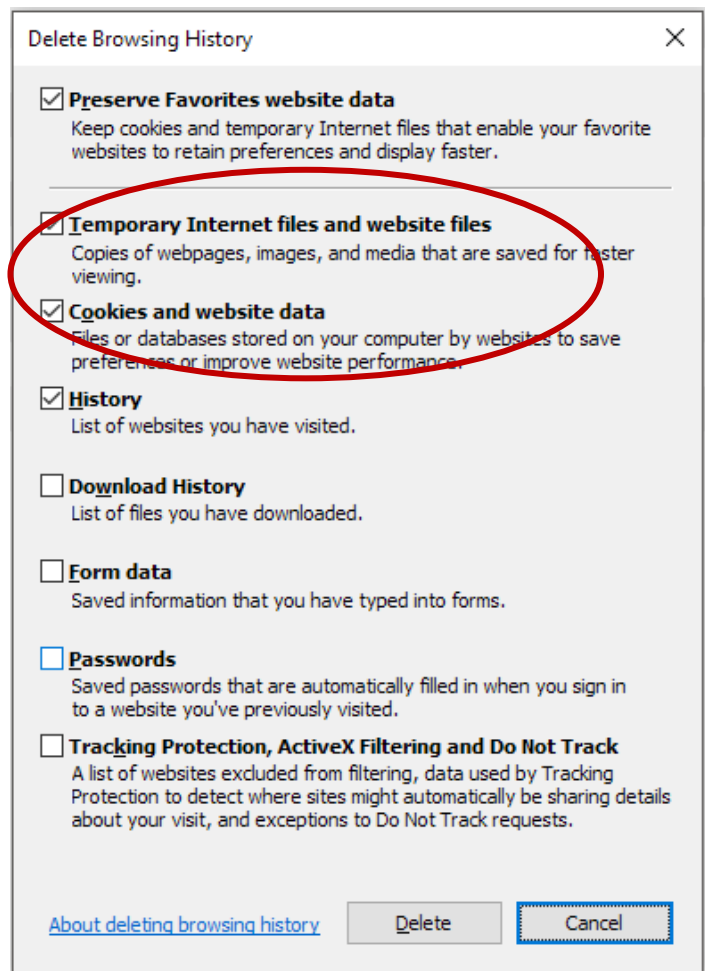 Delete Browsing History
Preserve Favorites website data
Keep cookies and temporary Internet files that enable your favorite
websites to retain preferences and display faster.
Temporary Internet files and website files
Copies of webpages, images, and media that are saved for faster
viewing.
Cookies and website data
Files or databases stored on your computer by websites to save
preferences or improve website performance.
History
List of websites you have visited.
Download History
List of files you have downloaded.
Form data
Saved information that you have typed into forms.
Passwords
Saved passwords that are automatically filled in when you sign in
to a website you've previously visited.
Tracking Protection, ActiveX Filtering and Do Not Track
A list of websites excluded from filtering, data used by Tracking
Protection to detect where sites might automatically be sharing details
about your visit, and exceptions to Do Not Track requests.
About deleting browsing history
Delete
Cancel